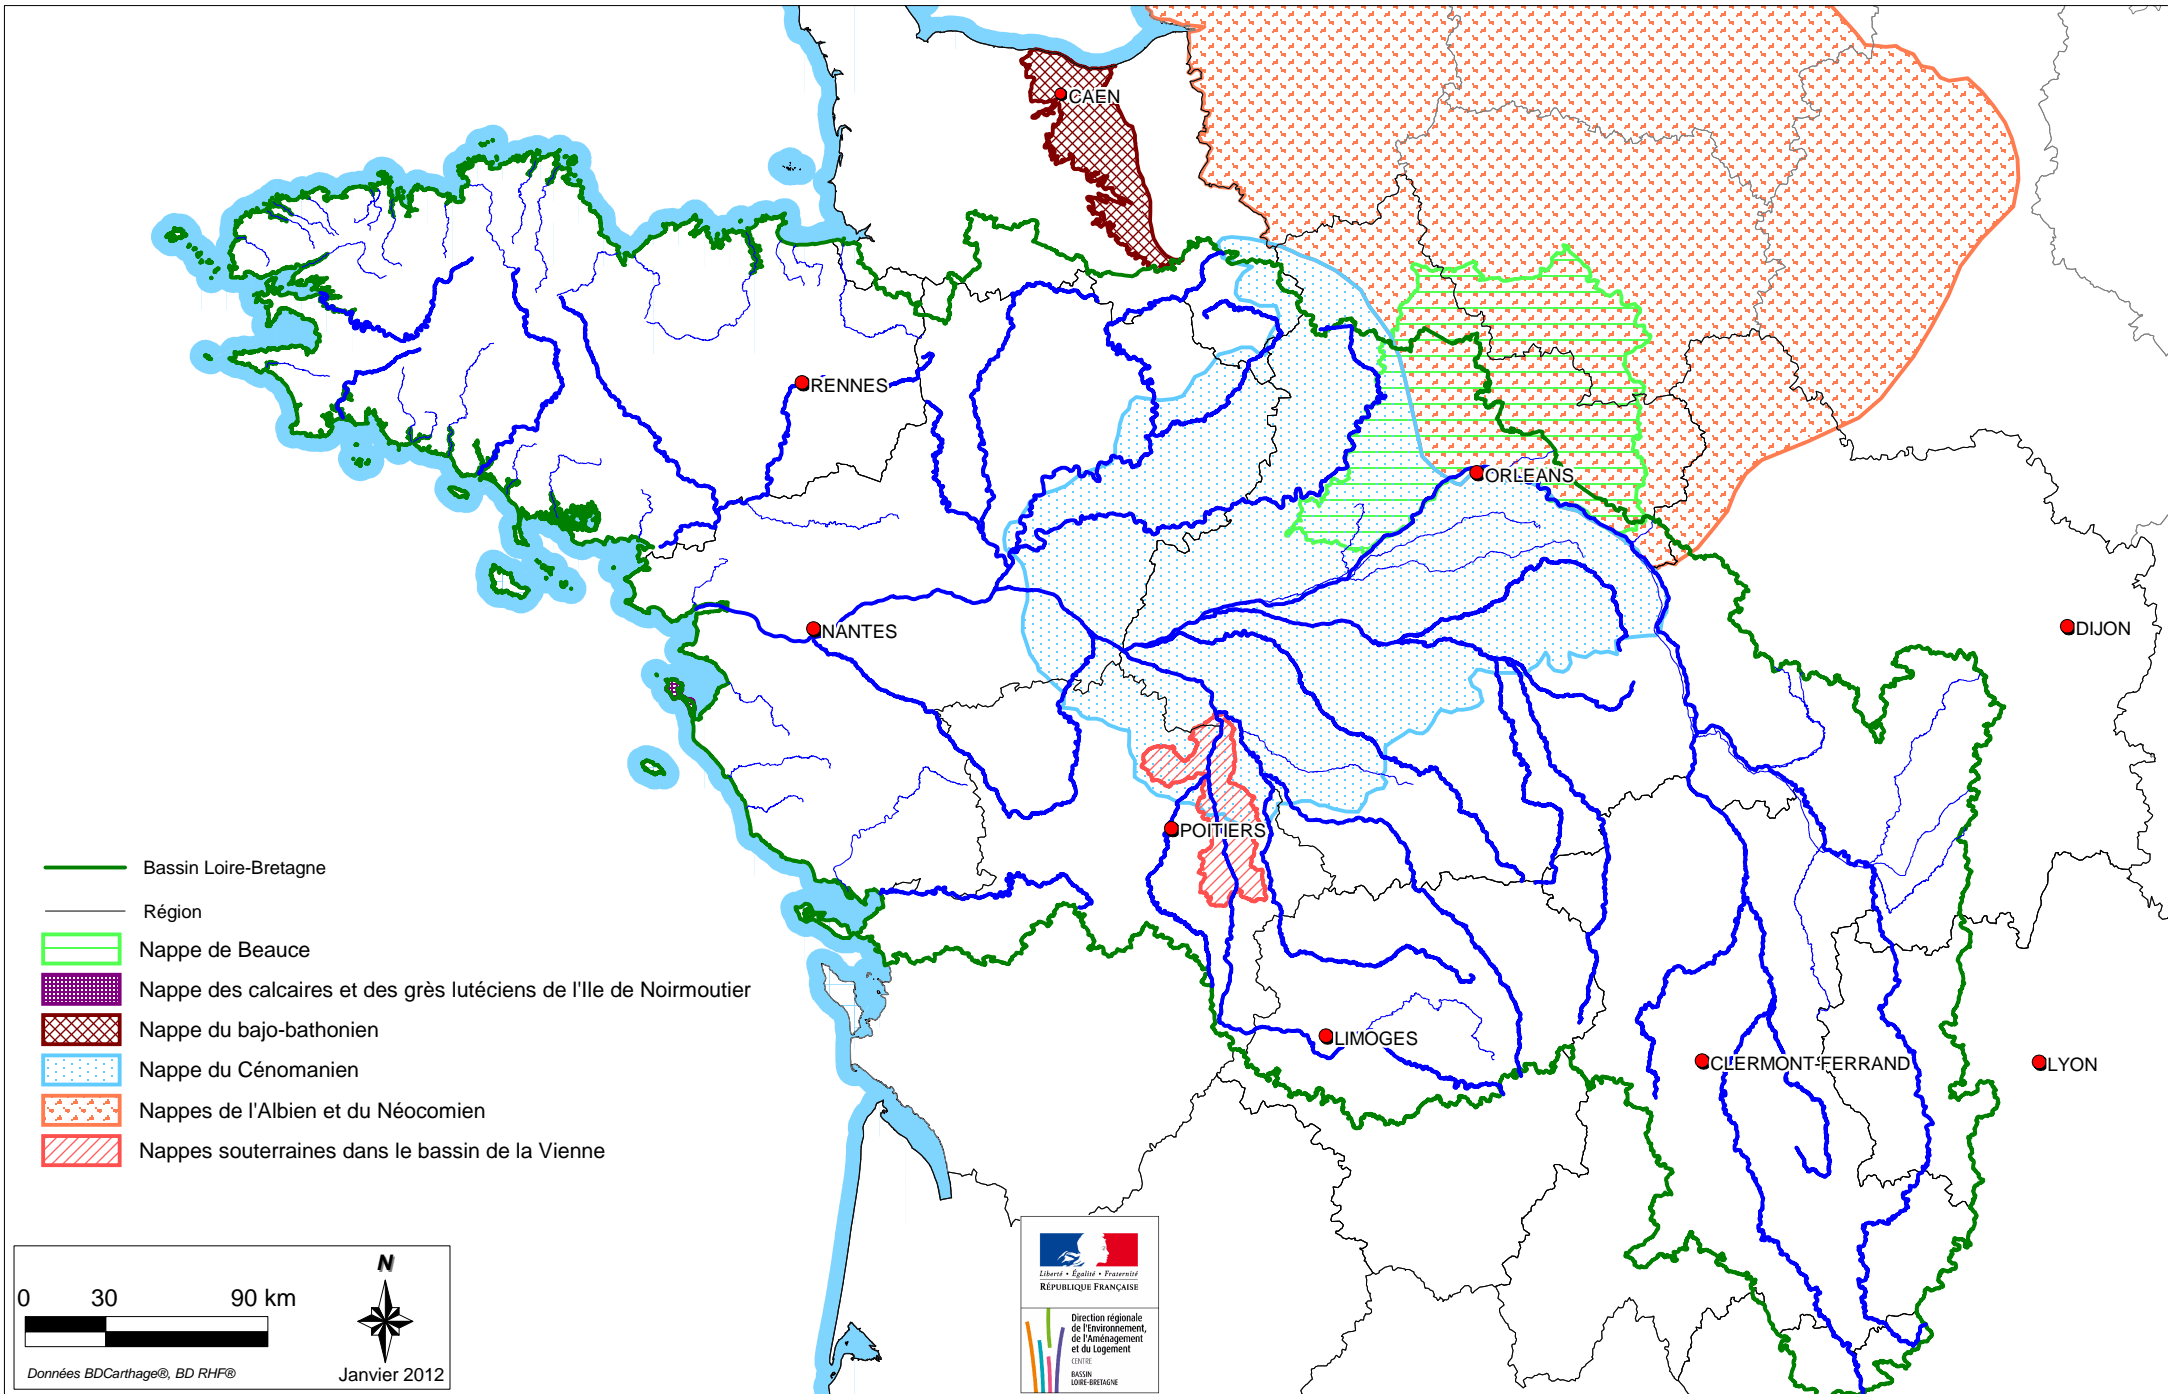 CAEN
RENNES
ORLEANS
NANTES
DIJON
POITIERS
LIMOGES
CLERMONT-FERRAND
LYON
Bassin Loire-Bretagne
Région
Nappe de Beauce
Nappe des calcaires et des grès lutéciens de l'Ile de Noirmoutier
Nappe du bajo-bathonien
Nappe du Cénomanien
Nappes de l'Albien et du Néocomien
Nappes souterraines dans le bassin de la Vienne
N
0 30 90 km
Données BDCarthage®, BD RHF®
Janvier 2012
Liberté • Égalité • Fraternité
RÉPUBLIQUE FRANÇAISE
Direction régionale
de l'Environnement,
de l'Aménagement
et du Logement
CENTRE
BASSIN
LOIRE-BRETAGNE